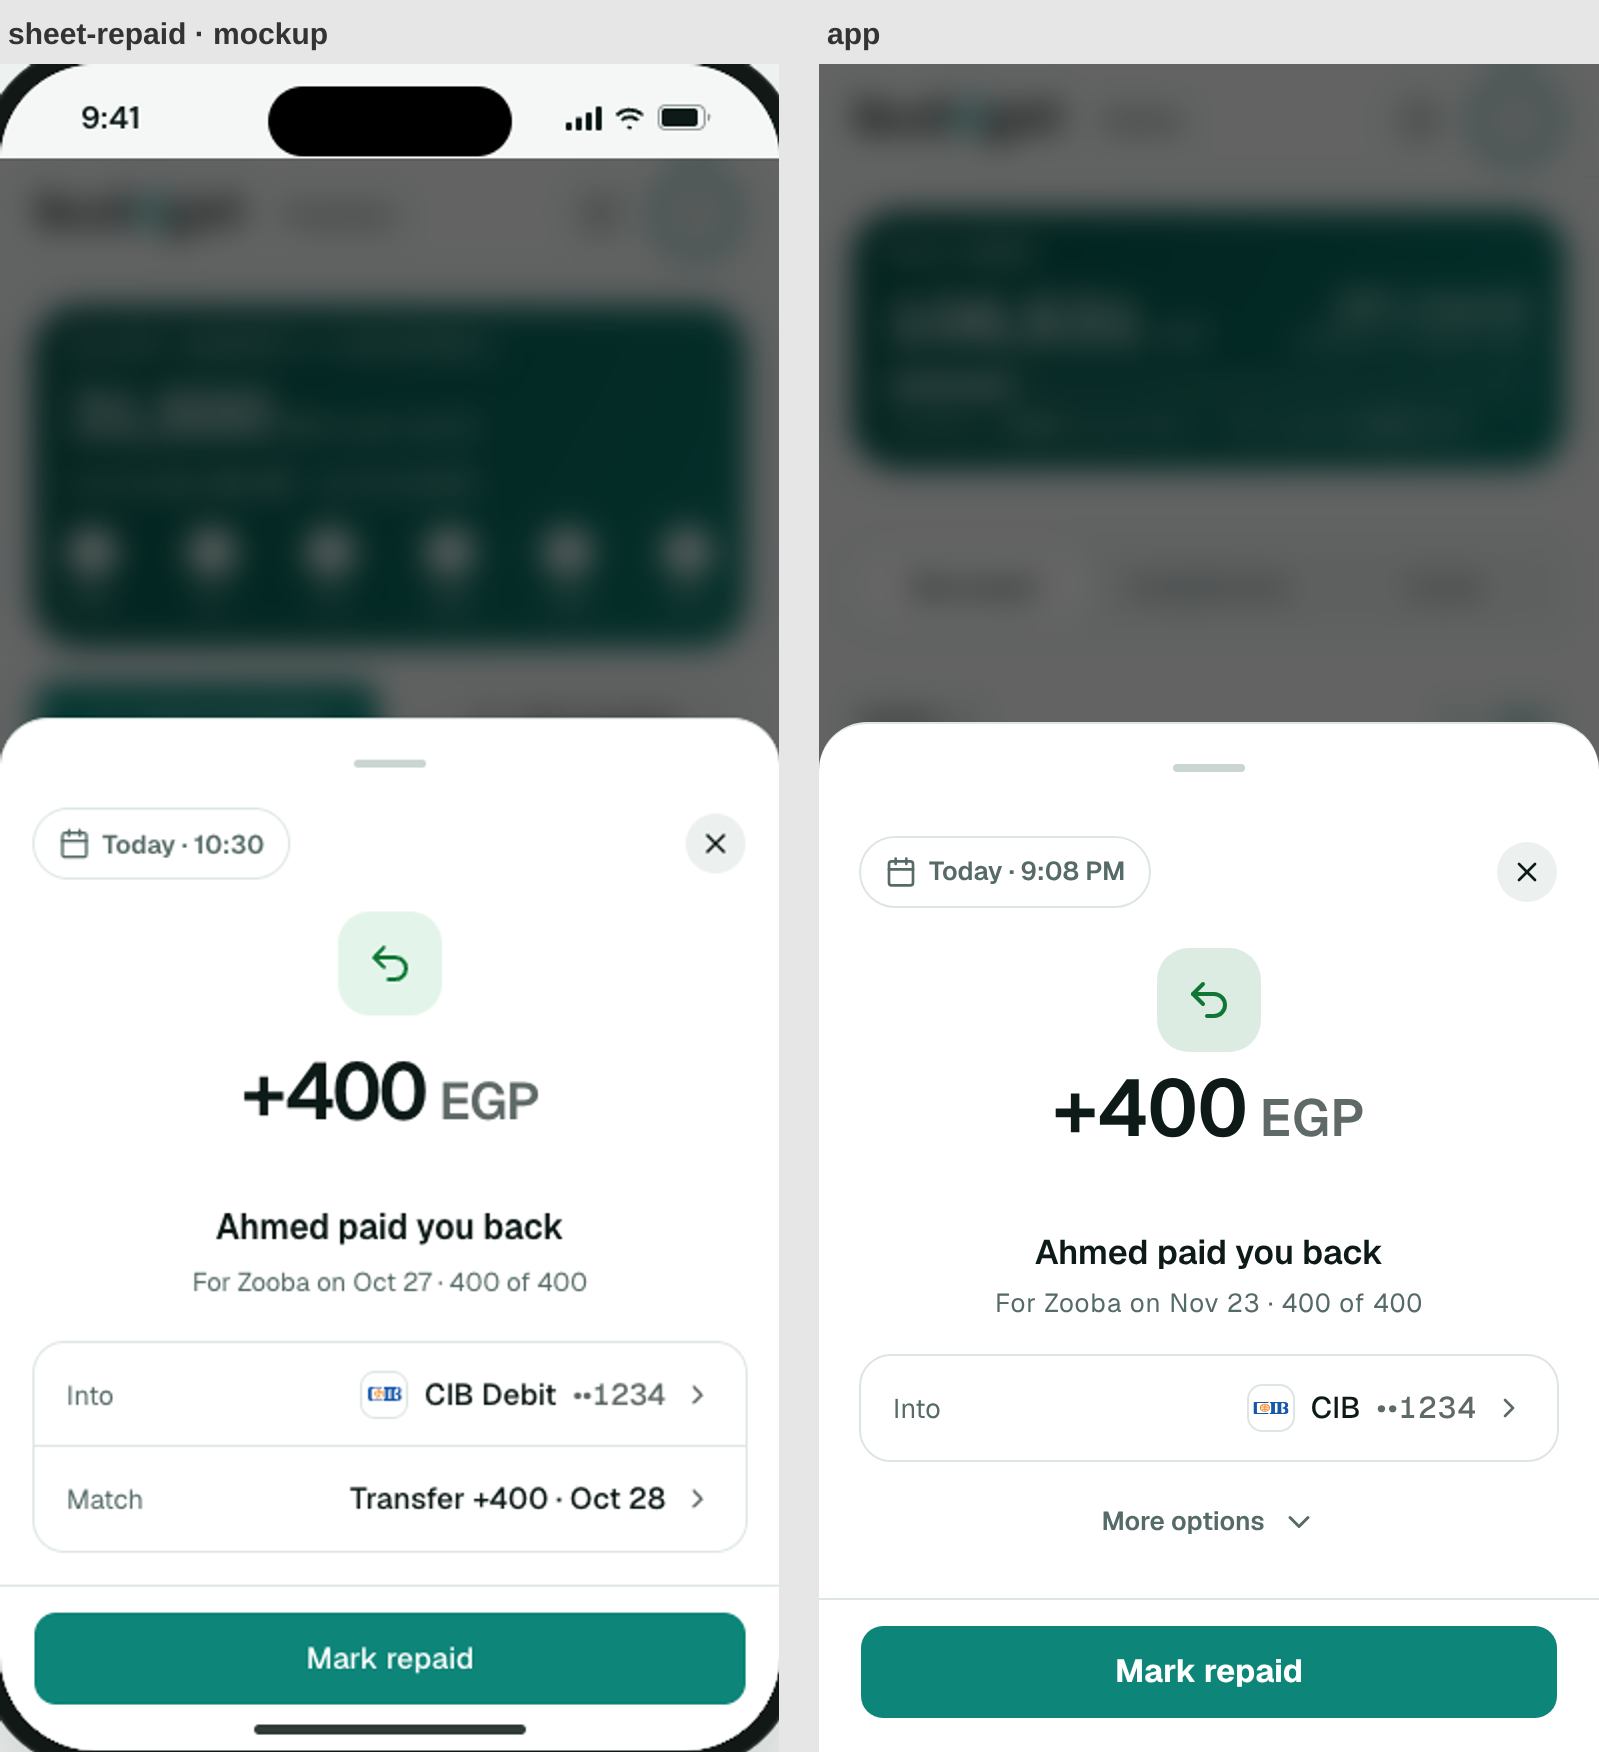 sheet-repaid · mockup
9:41
Today · 10:30
+400 EGP
Ahmed paid you back
For Zooba on Oct 27 · 400 of 400
Into
CIB
CIB Debit ••1234
Match
Transfer +400 · Oct 28
Mark repaid
app
Today · 9:08 PM
+400 EGP
Ahmed paid you back
For Zooba on Nov 23 · 400 of 400
Into
CIB
CIB ••1234
More options
Mark repaid